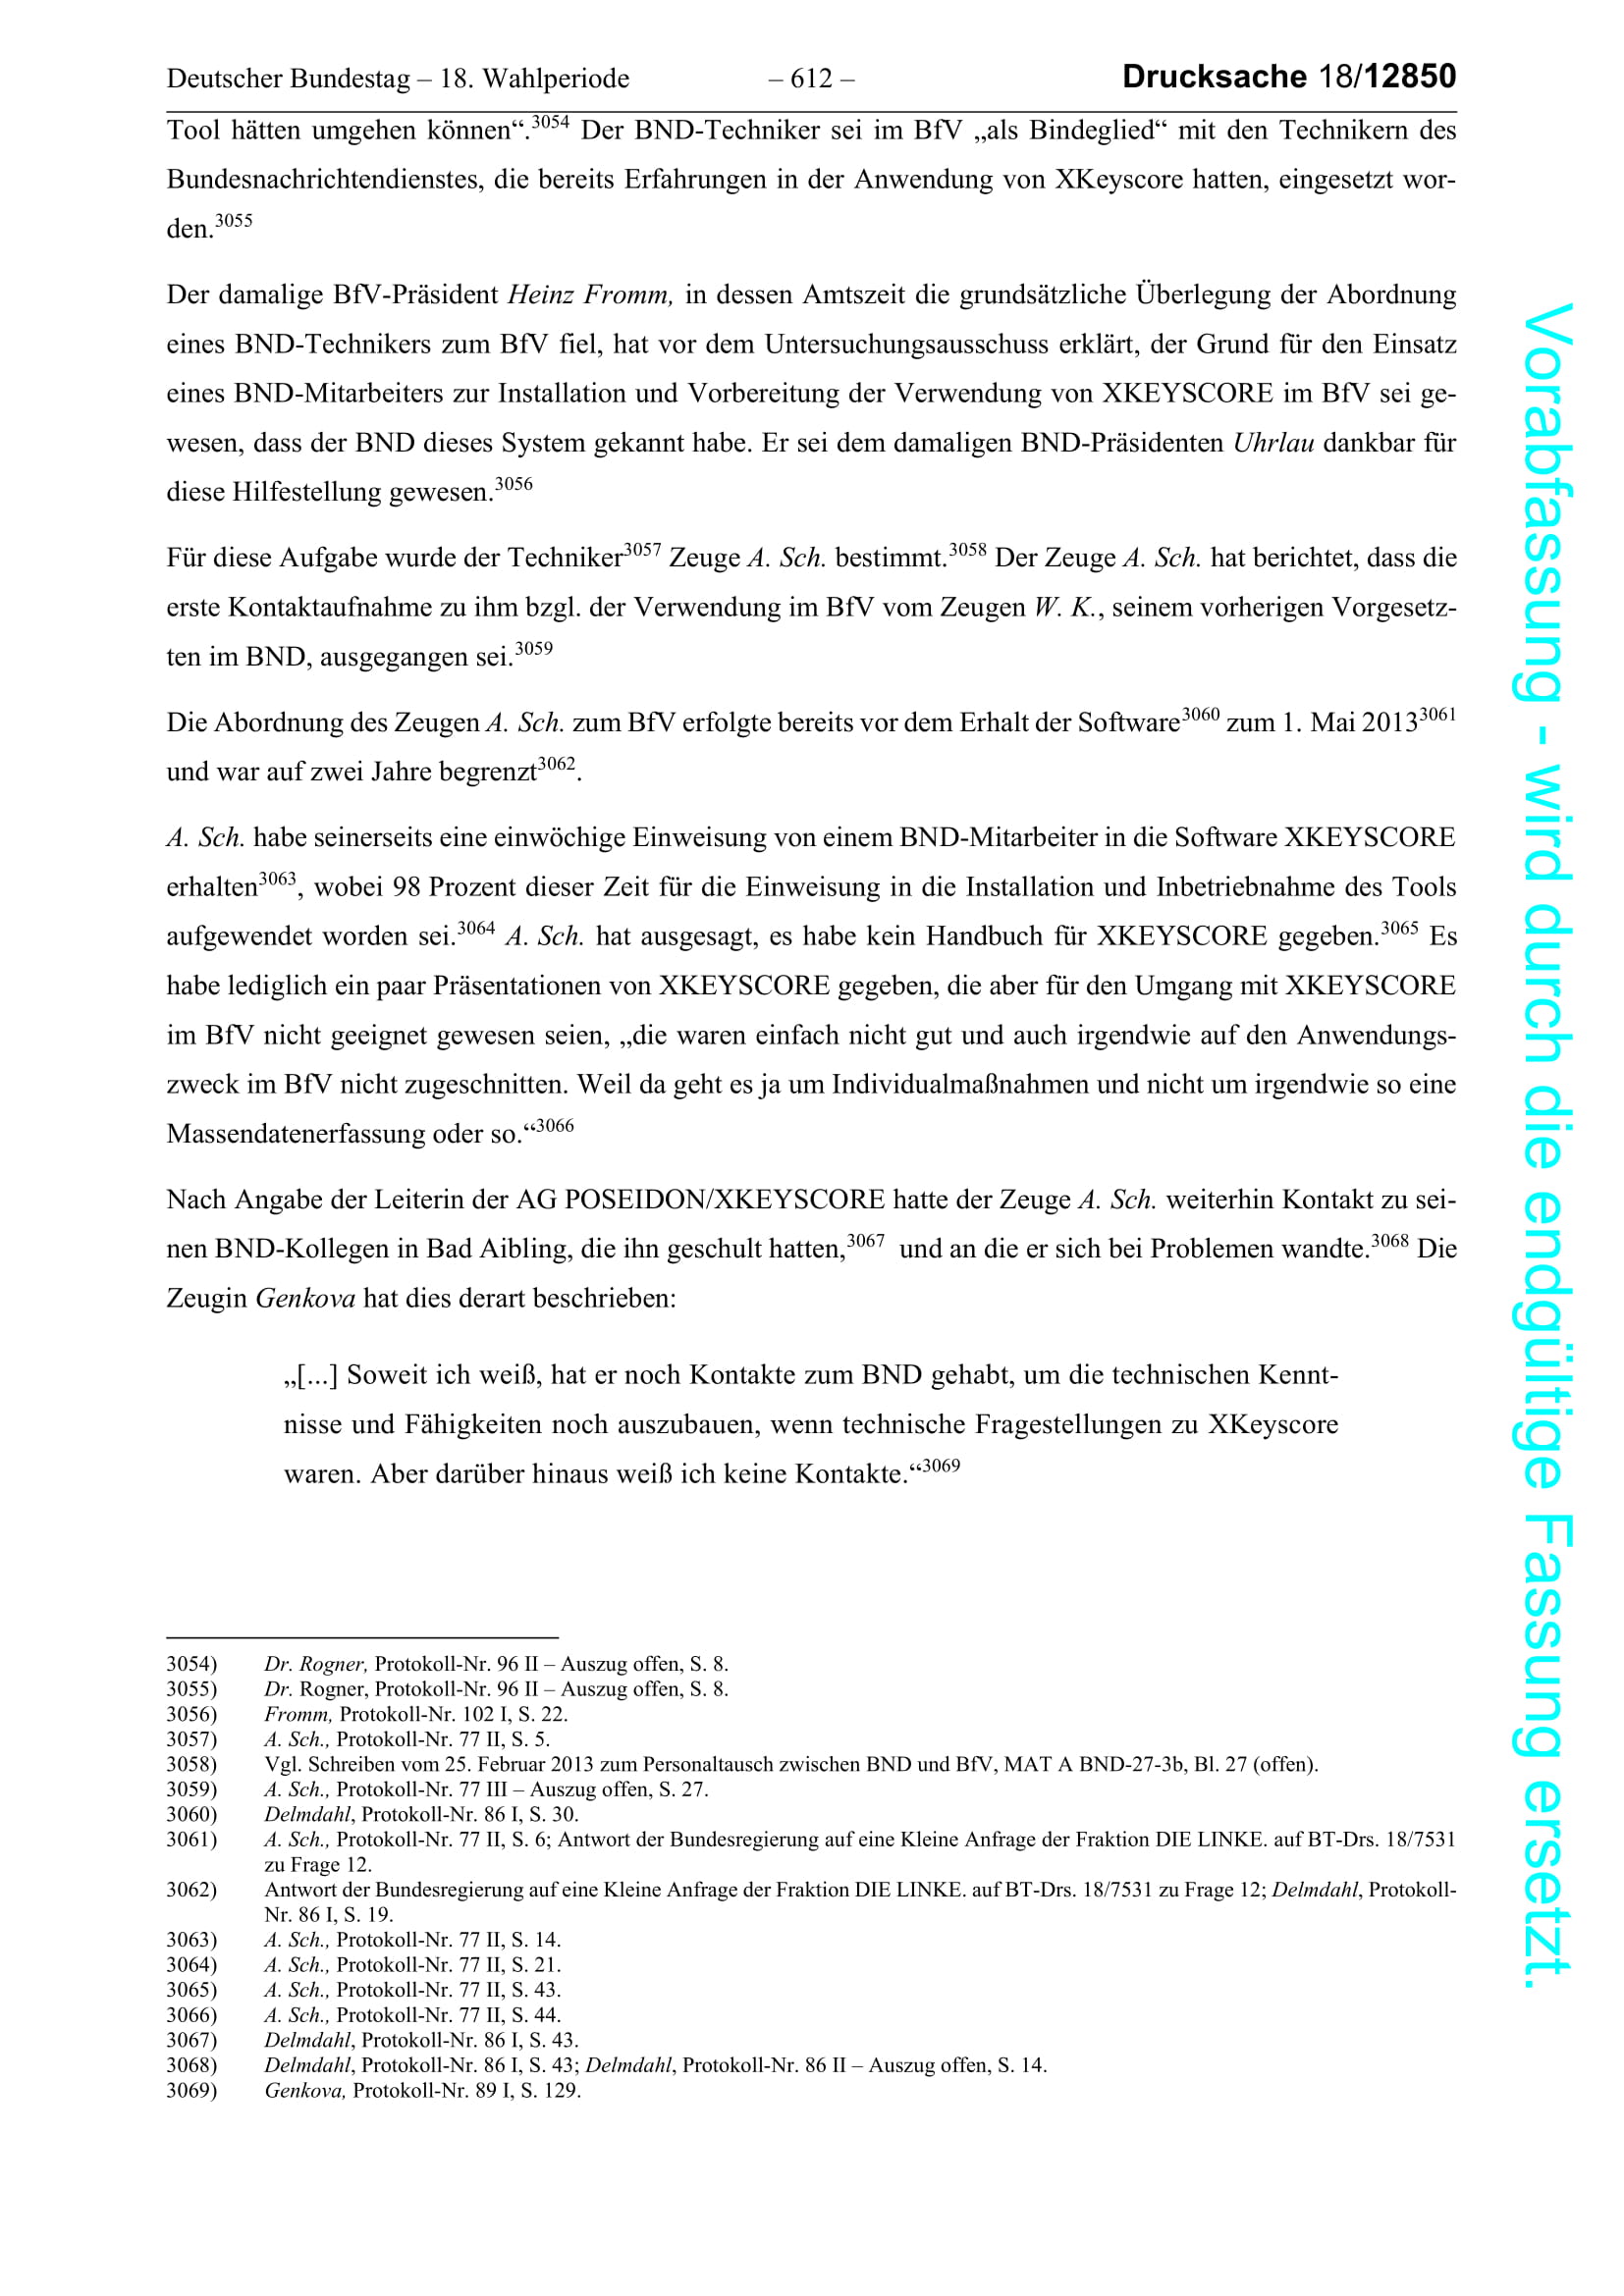 Deutscher Bundestag – 18. Wahlperiode – 612 – Drucksache 18/12850
Tool hätten umgehen können“.3054 Der BND-Techniker sei im BfV „als Bindeglied“ mit den Technikern des
Bundesnachrichtendienstes, die bereits Erfahrungen in der Anwendung von XKeyscore hatten, eingesetzt wor-
den.3055
Der damalige BfV-Präsident Heinz Fromm, in dessen Amtszeit die grundsätzliche Überlegung der Abordnung
eines BND-Technikers zum BfV fiel, hat vor dem Untersuchungsausschuss erklärt, der Grund für den Einsatz
eines BND-Mitarbeiters zur Installation und Vorbereitung der Verwendung von XKEYSCORE im BfV sei ge-
wesen, dass der BND dieses System gekannt habe. Er sei dem damaligen BND-Präsidenten Uhrlau dankbar für
diese Hilfestellung gewesen.3056
Für diese Aufgabe wurde der Techniker3057 Zeuge A. Sch. bestimmt.3058 Der Zeuge A. Sch. hat berichtet, dass die
erste Kontaktaufnahme zu ihm bzgl. der Verwendung im BfV vom Zeugen W. K., seinem vorherigen Vorgesetz-
ten im BND, ausgegangen sei.3059
Die Abordnung des Zeugen A. Sch. zum BfV erfolgte bereits vor dem Erhalt der Software3060 zum 1. Mai 20133061
und war auf zwei Jahre begrenzt3062.
A. Sch. habe seinerseits eine einwöchige Einweisung von einem BND-Mitarbeiter in die Software XKEYSCORE
erhalten3063, wobei 98 Prozent dieser Zeit für die Einweisung in die Installation und Inbetriebnahme des Tools
aufgewendet worden sei.3064 A. Sch. hat ausgesagt, es habe kein Handbuch für XKEYSCORE gegeben.3065 Es
habe lediglich ein paar Präsentationen von XKEYSCORE gegeben, die aber für den Umgang mit XKEYSCORE
im BfV nicht geeignet gewesen seien, „die waren einfach nicht gut und auch irgendwie auf den Anwendungs-
zweck im BfV nicht zugeschnitten. Weil da geht es ja um Individualmaßnahmen und nicht um irgendwie so eine
Massendatenerfassung oder so.“3066
Nach Angabe der Leiterin der AG POSEIDON/XKEYSCORE hatte der Zeuge A. Sch. weiterhin Kontakt zu sei-
nen BND-Kollegen in Bad Aibling, die ihn geschult hatten,3067 und an die er sich bei Problemen wandte.3068 Die
Zeugin Genkova hat dies derart beschrieben:
„[...] Soweit ich weiß, hat er noch Kontakte zum BND gehabt, um die technischen Kennt-
nisse und Fähigkeiten noch auszubauen, wenn technische Fragestellungen zu XKeyscore
waren. Aber darüber hinaus weiß ich keine Kontakte.“3069
3054) Dr. Rogner, Protokoll-Nr. 96 II – Auszug offen, S. 8.
3055) Dr. Rogner, Protokoll-Nr. 96 II – Auszug offen, S. 8.
3056) Fromm, Protokoll-Nr. 102 I, S. 22.
3057) A. Sch., Protokoll-Nr. 77 II, S. 5.
3058) Vgl. Schreiben vom 25. Februar 2013 zum Personaltausch zwischen BND und BfV, MAT A BND-27-3b, Bl. 27 (offen).
3059) A. Sch., Protokoll-Nr. 77 III – Auszug offen, S. 27.
3060) Delmdahl, Protokoll-Nr. 86 I, S. 30.
3061) A. Sch., Protokoll-Nr. 77 II, S. 6; Antwort der Bundesregierung auf eine Kleine Anfrage der Fraktion DIE LINKE. auf BT-Drs. 18/7531
zu Frage 12.
3062) Antwort der Bundesregierung auf eine Kleine Anfrage der Fraktion DIE LINKE. auf BT-Drs. 18/7531 zu Frage 12; Delmdahl, Protokoll-
Nr. 86 I, S. 19.
3063) A. Sch., Protokoll-Nr. 77 II, S. 14.
3064) A. Sch., Protokoll-Nr. 77 II, S. 21.
3065) A. Sch., Protokoll-Nr. 77 II, S. 43.
3066) A. Sch., Protokoll-Nr. 77 II, S. 44.
3067) Delmdahl, Protokoll-Nr. 86 I, S. 43.
3068) Delmdahl, Protokoll-Nr. 86 I, S. 43; Delmdahl, Protokoll-Nr. 86 II – Auszug offen, S. 14.
3069) Genkova, Protokoll-Nr. 89 I, S. 129.
Vorabfassung - wird durch die endgültige Fassung ersetzt.